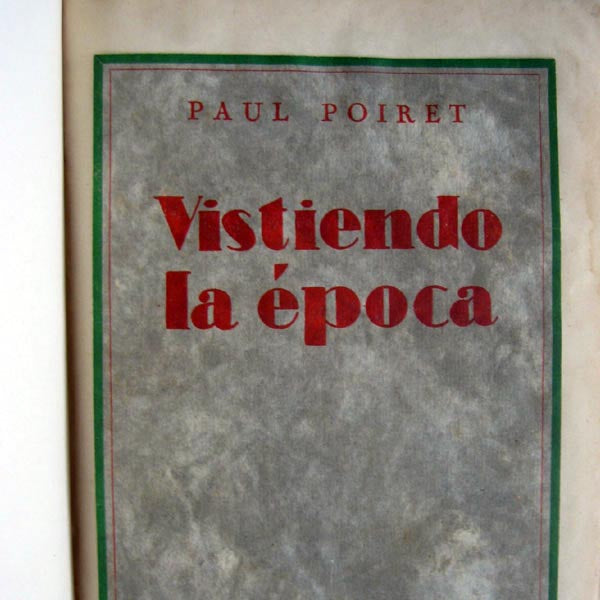 PAUL POIRET
Vistiendo
la época